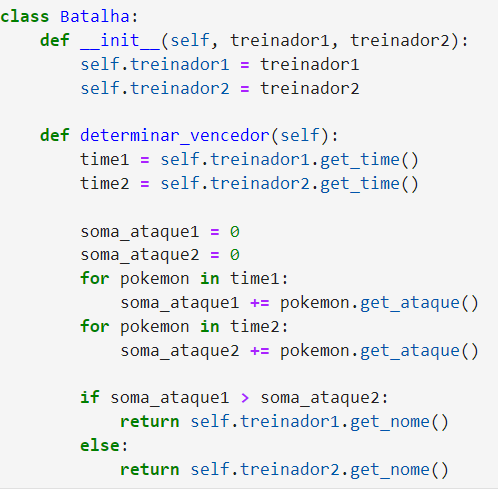 class Batalha:
    def __init__(self, treinador1, treinador2):
        self.treinador1 = treinador1
        self.treinador2 = treinador2

    def determinar_vencedor(self):
        time1 = self.treinador1.get_time()
        time2 = self.treinador2.get_time()

        soma_ataque1 = 0
        soma_ataque2 = 0
        for pokemon in time1:
            soma_ataque1 += pokemon.get_ataque()
        for pokemon in time2:
            soma_ataque2 += pokemon.get_ataque()

        if soma_ataque1 > soma_ataque2:
            return self.treinador1.get_nome()
        else:
            return self.treinador2.get_nome()